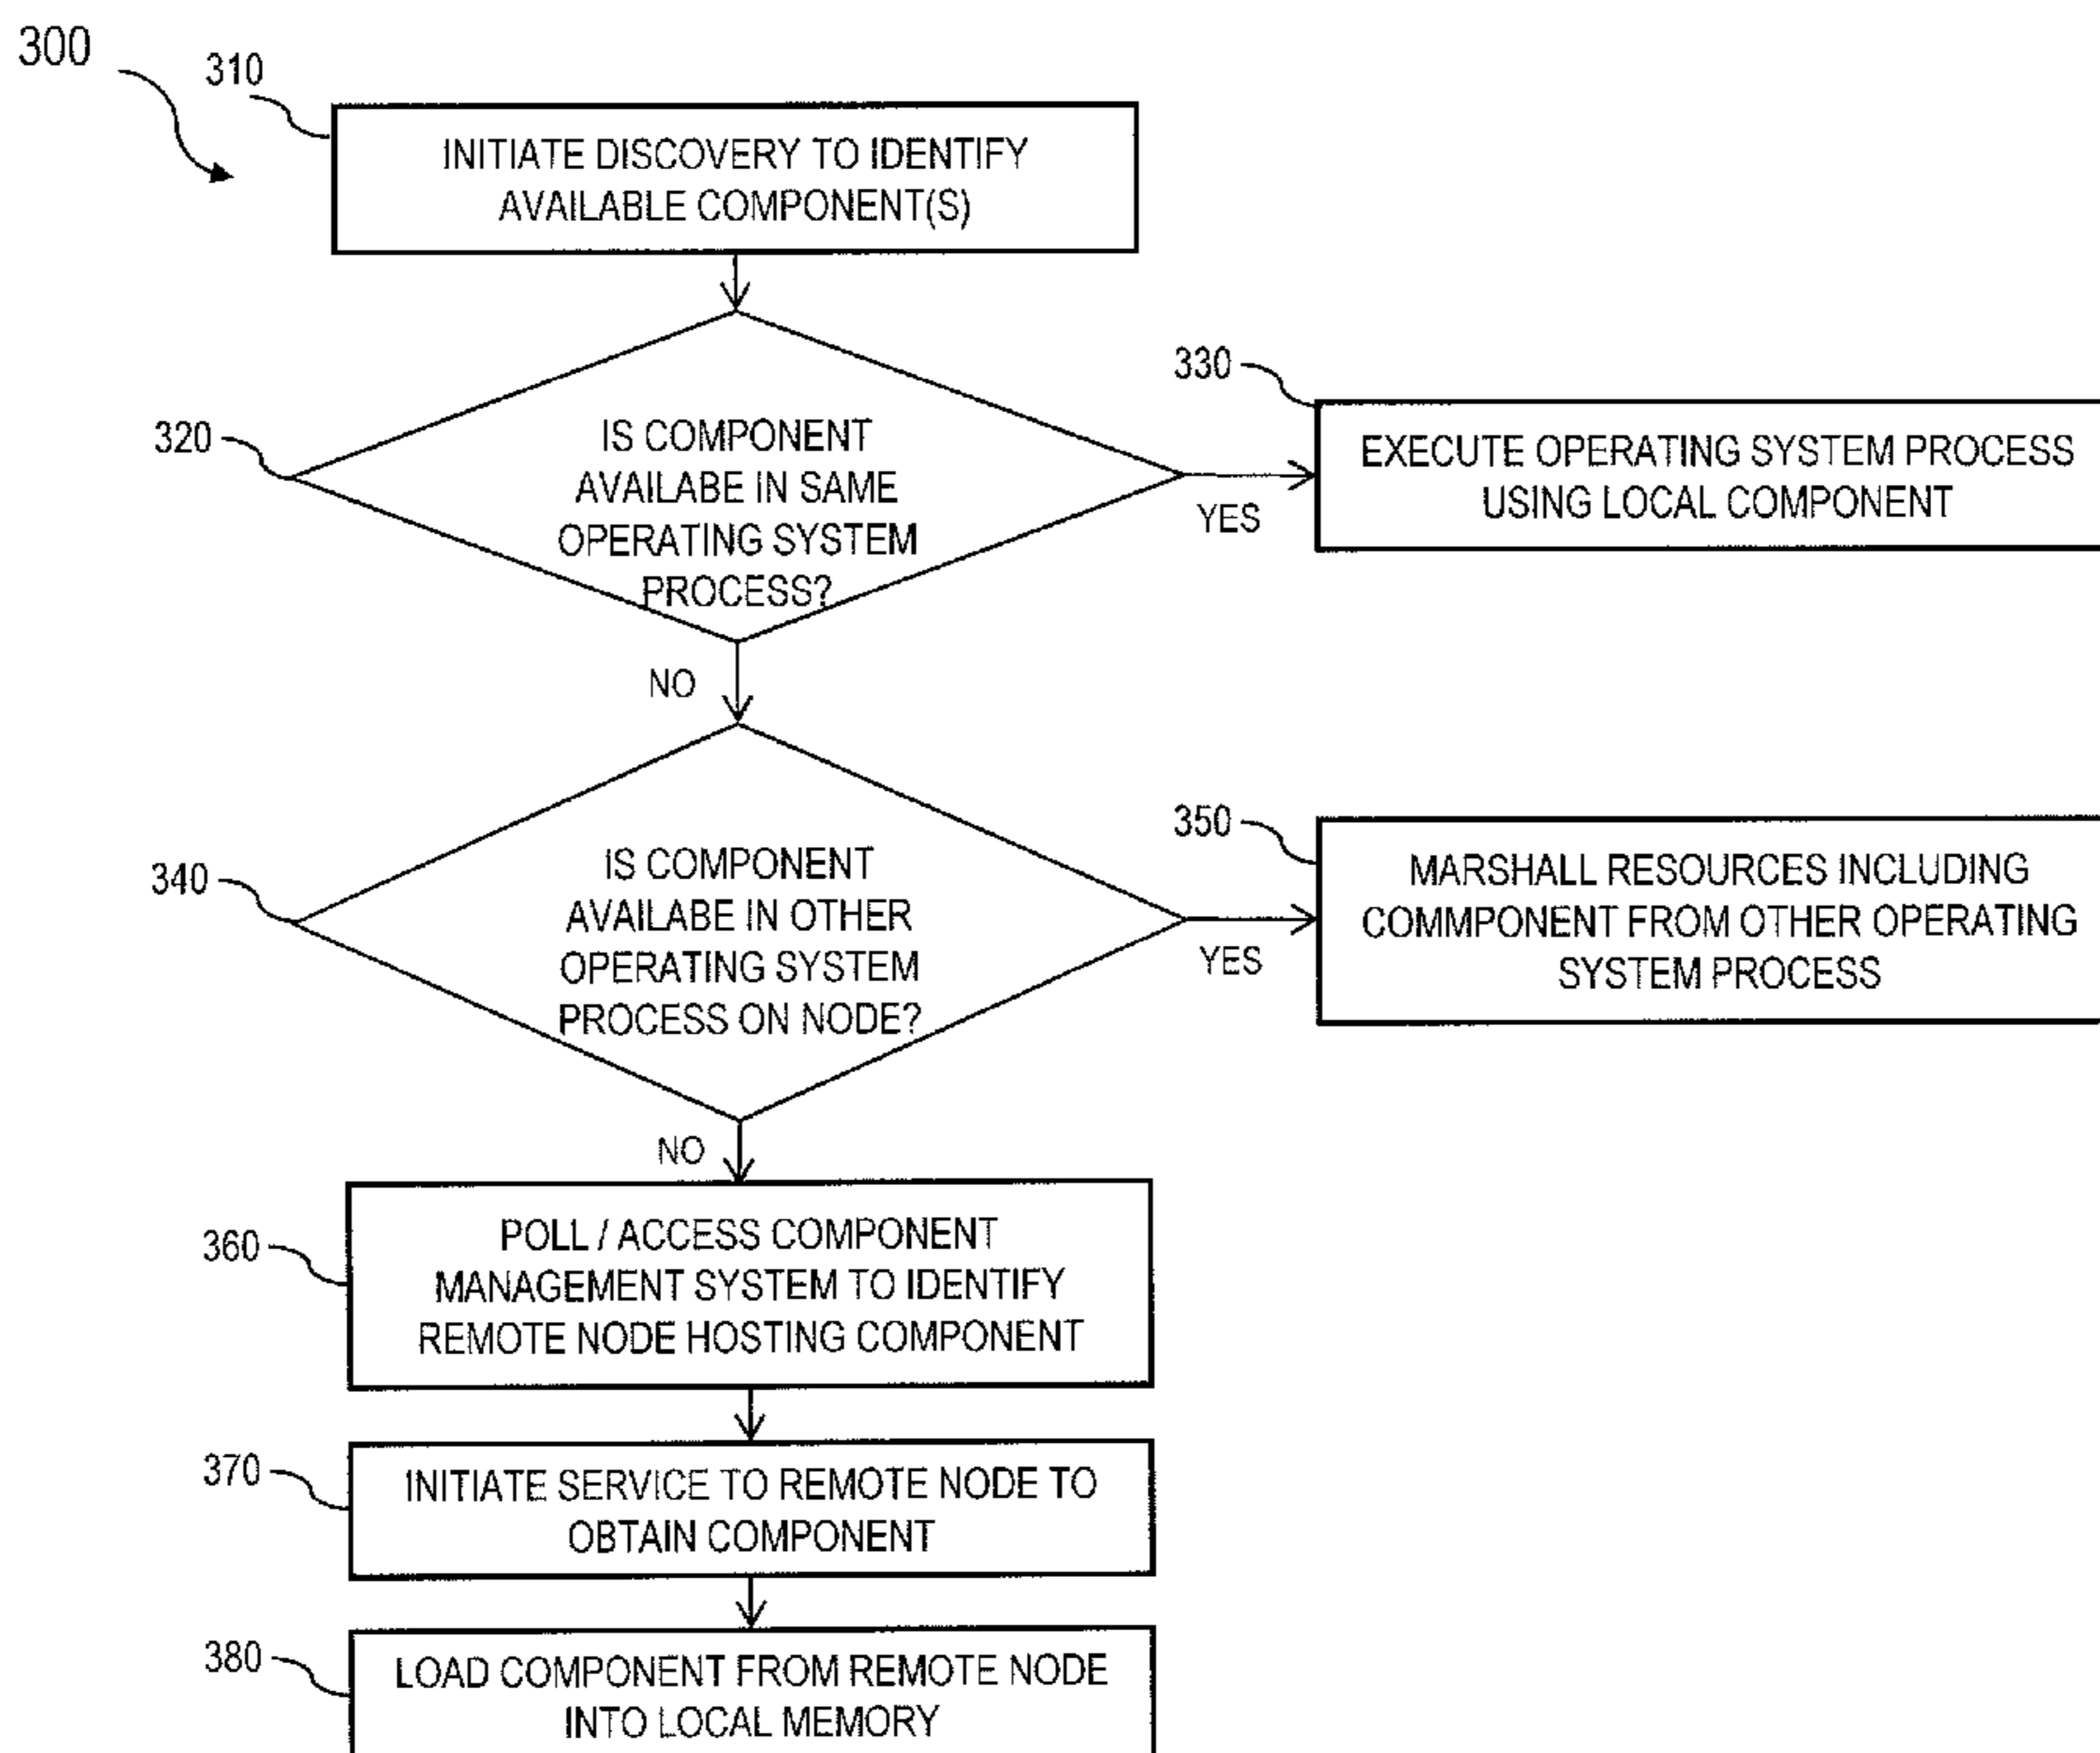 300
310
INITIATE DISCOVERY TO IDENTIFY
AVAILABLE COMPONENT(S)
320
IS COMPONENT
AVAILABE IN SAME
OPERATING SYSTEM
PROCESS?
YES
330
EXECUTE OPERATING SYSTEM PROCESS
USING LOCAL COMPONENT
NO
340
IS COMPONENT
AVAILABE IN OTHER
OPERATING SYSTEM
PROCESS ON NODE?
YES
350
MARSHALL RESOURCES INCLUDING
COMMPONENT FROM OTHER OPERATING
SYSTEM PROCESS
NO
360
POLL / ACCESS COMPONENT
MANAGEMENT SYSTEM TO IDENTIFY
REMOTE NODE HOSTING COMPONENT
370
INITIATE SERVICE TO REMOTE NODE TO
OBTAIN COMPONENT
380
LOAD COMPONENT FROM REMOTE NODE
INTO LOCAL MEMORY